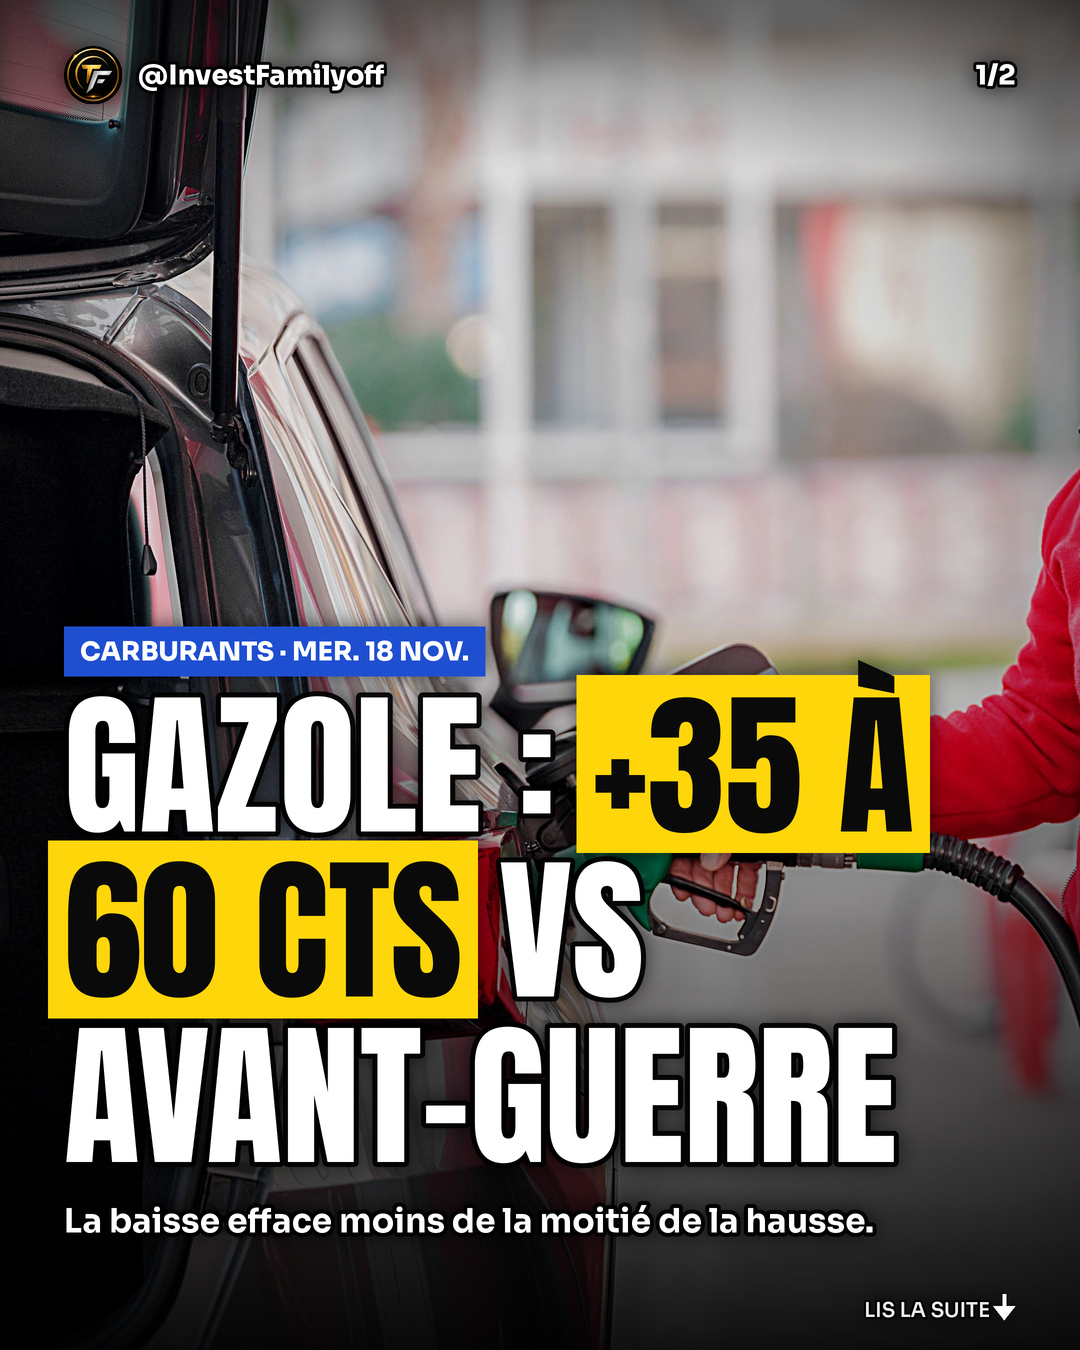 @InvestFamilyoff
1/2
CARBURANTS · MER. 18 NOV.
GAZOLE : +35 À
60 CTS VS
AVANT-GUERRE
La baisse efface moins de la moitié de la hausse.
LIS LA SUITE